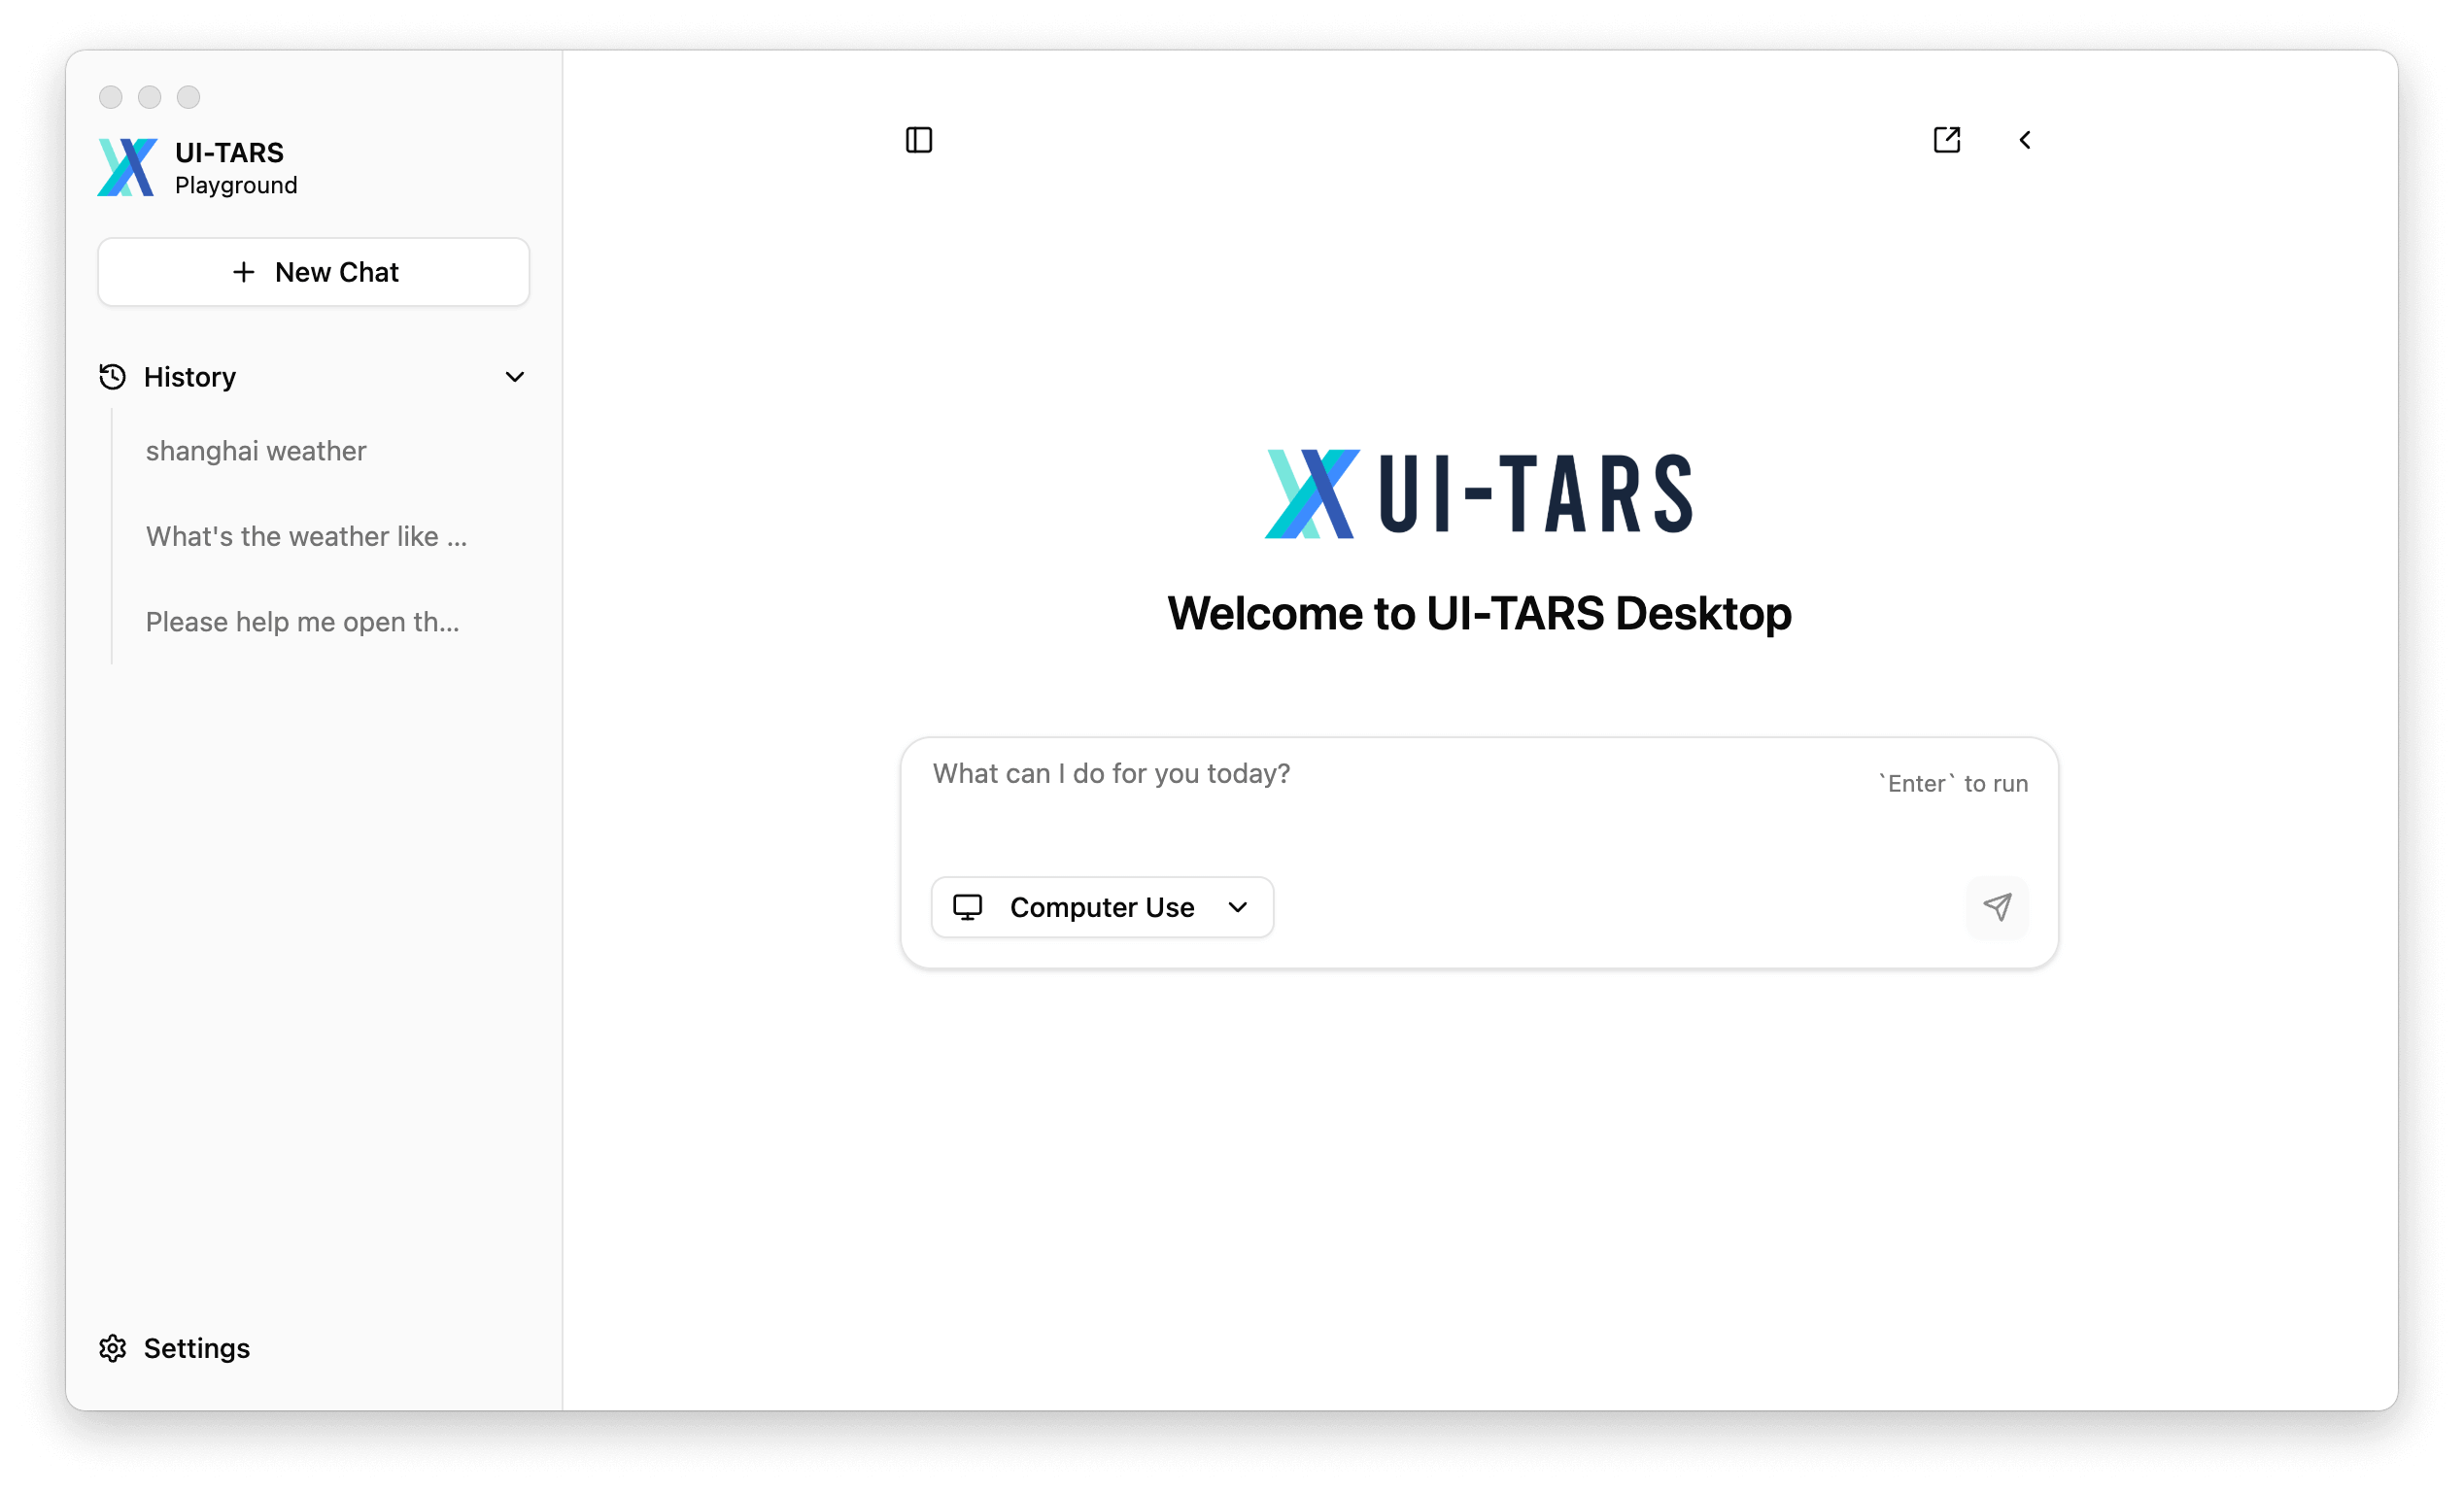 UI-TARS
Playground
New Chat
History
shanghai weather
What's the weather like ...
Please help me open th...
Settings
UI-TARS
Welcome to UI-TARS Desktop
What can I do for you today?
`Enter` to run
Computer Use